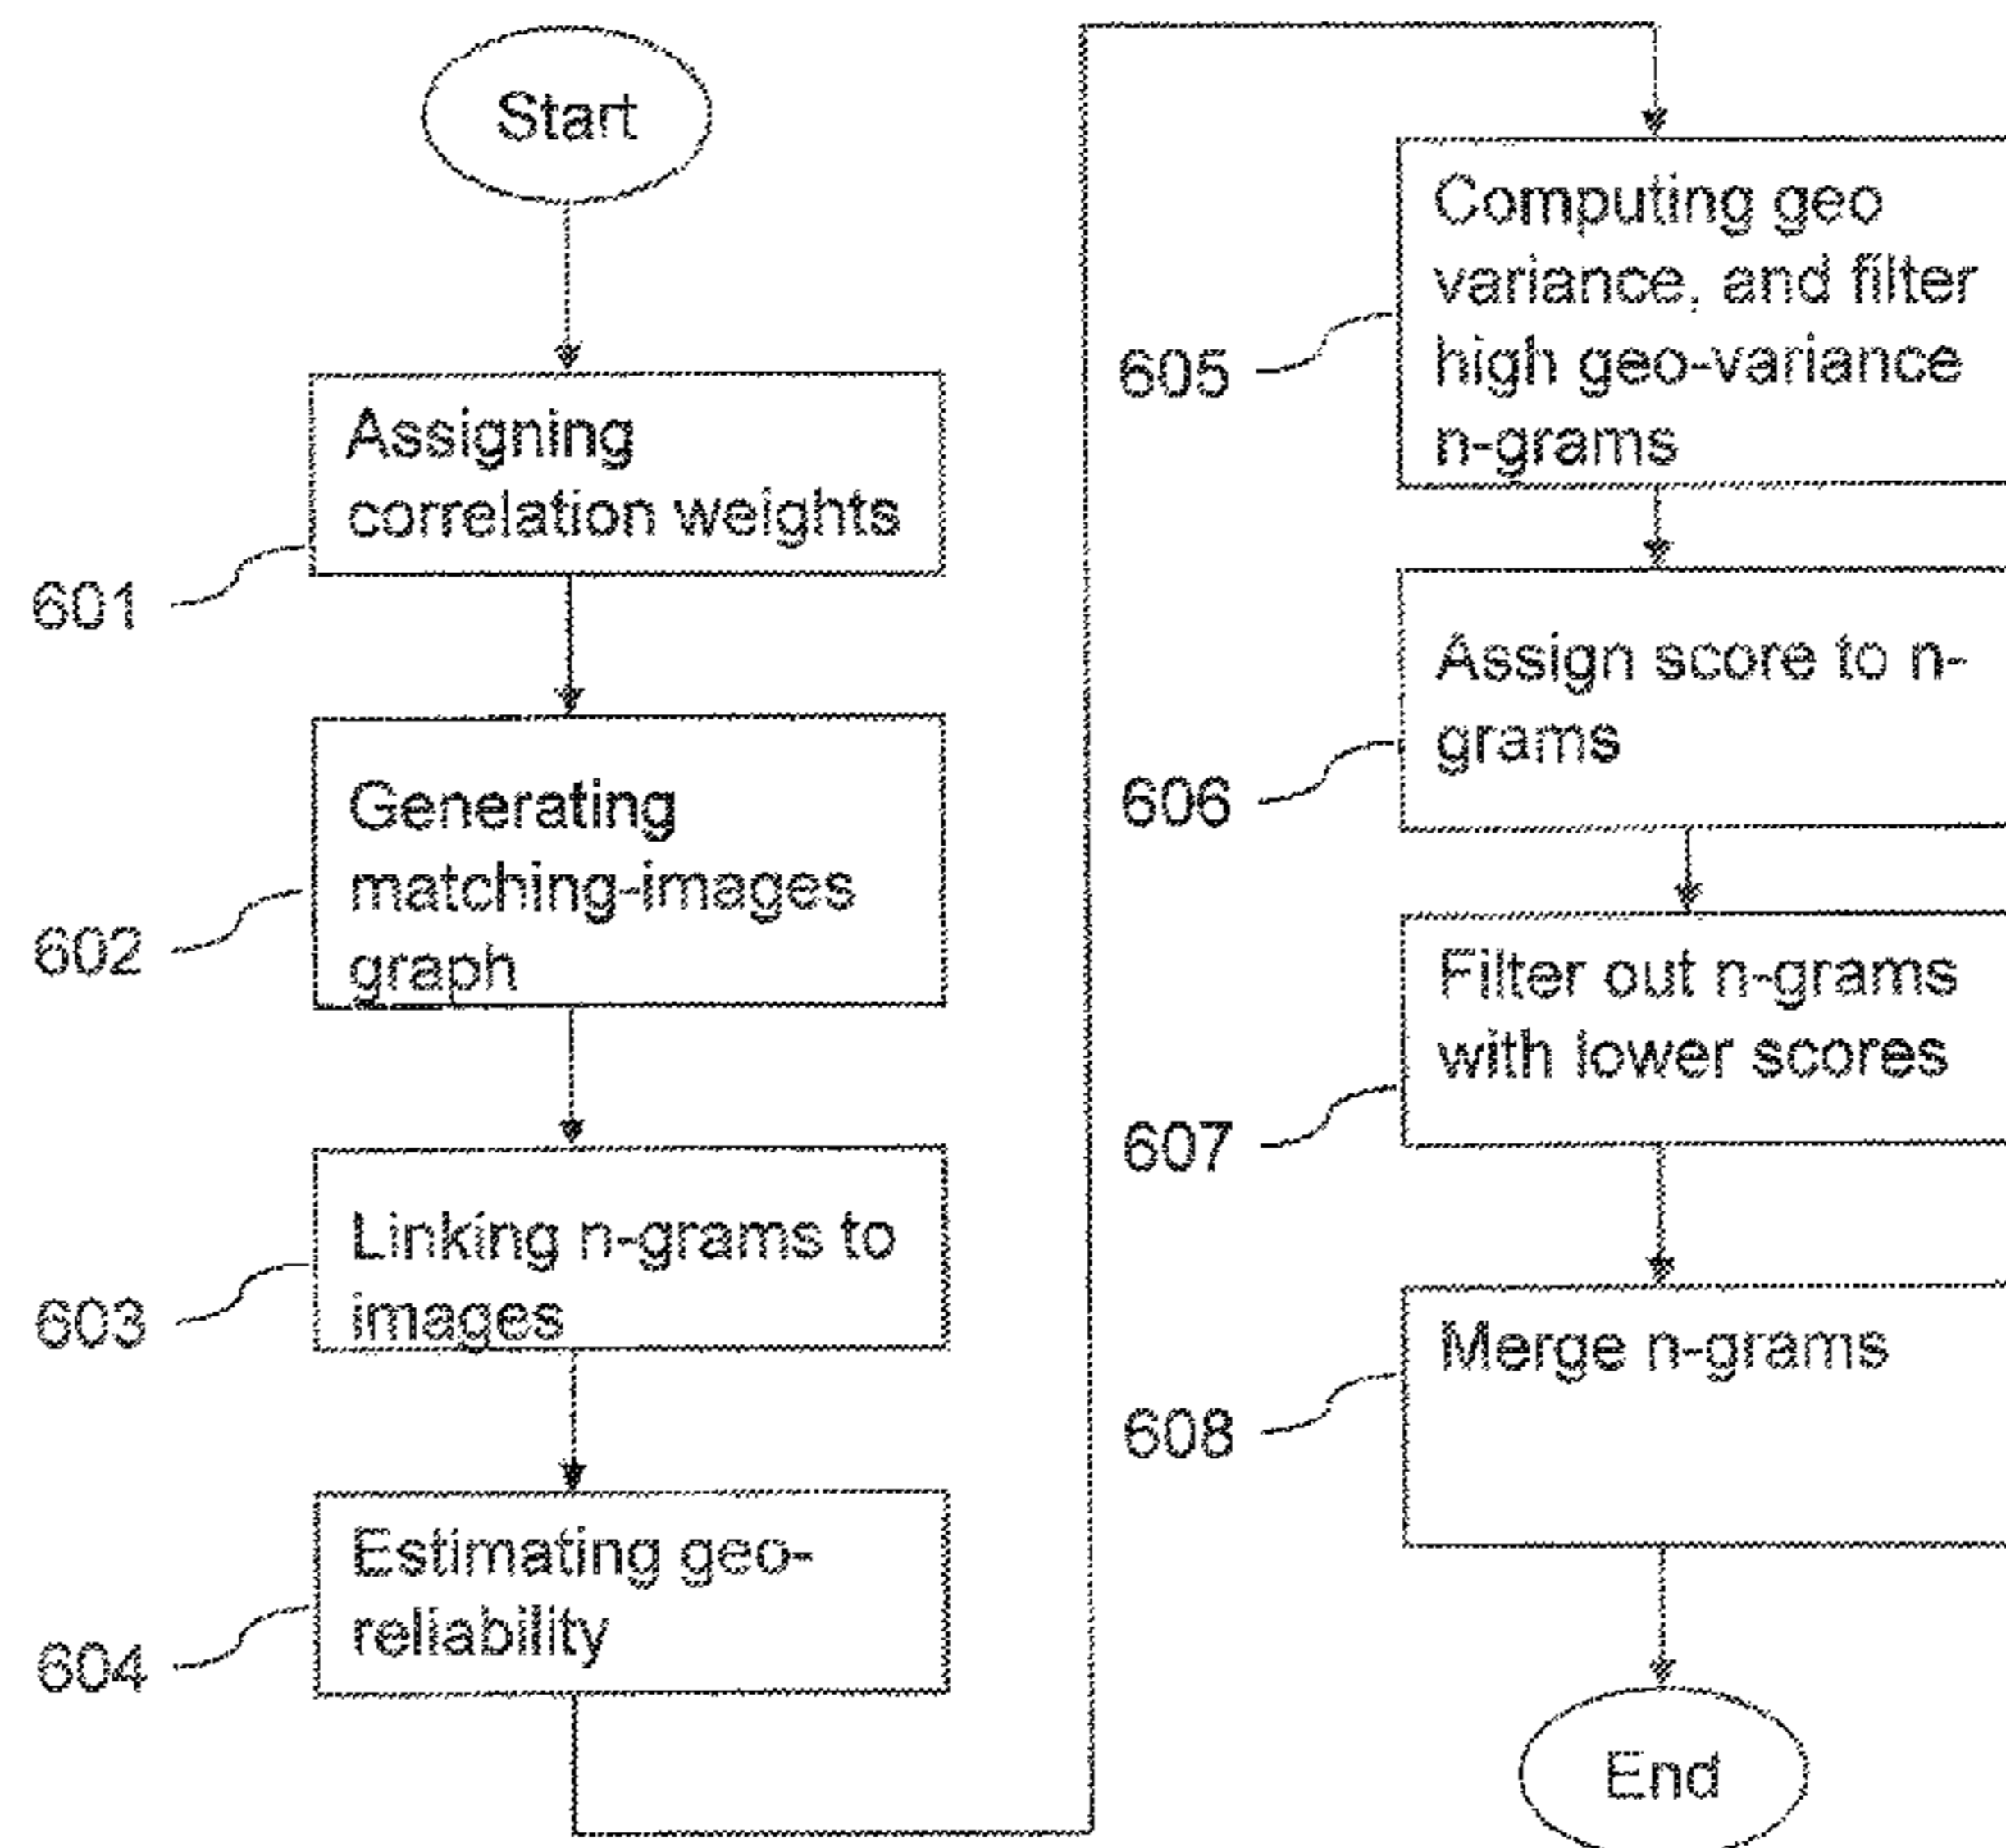 Start
Assigning
correlation weights
601
Generating
matching-images
graph
602
Linking n-grams to
images
603
Estimating geo-
reliability
604
Computing geo
variance, and filter
high geo-variance
n-grams
605
Assign score to n-
grams
606
Filter out n-grams
with lower scores
607
Merge n-grams
608
End